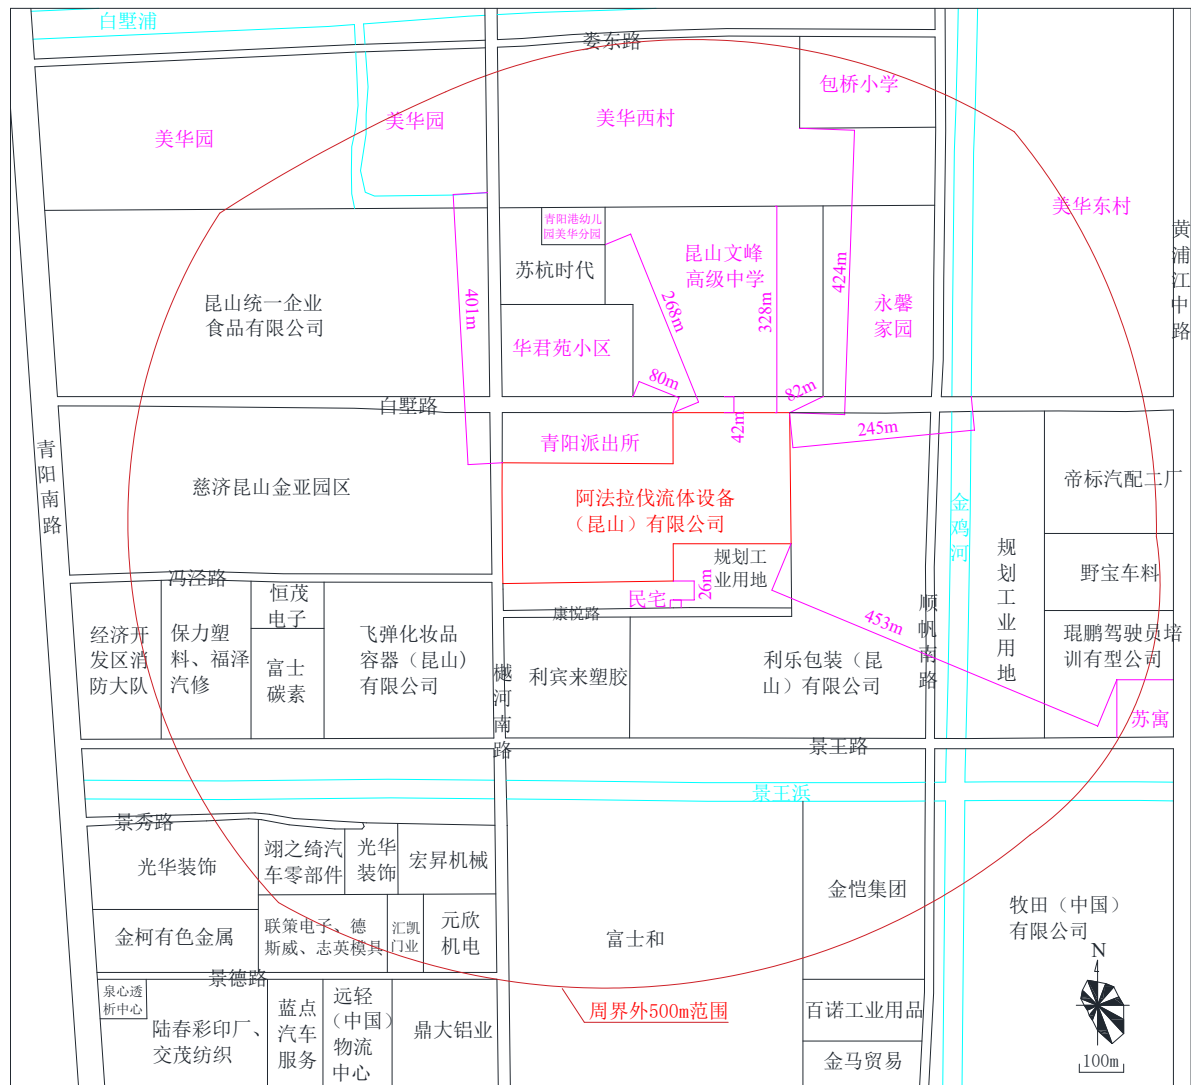 白墅浦
娄东路
包桥小学
美华园
美华园
美华西村
美华东村
黄浦江中路
青阳港幼儿
园美华分园
苏杭时代
昆山文峰
高级中学
424m
401m
268m
328m
永馨
家园
昆山统一企业
食品有限公司
华君苑小区
80m
82m
白墅路
42m
245m
青阳派出所
青阳南路
慈济昆山金亚园区
阿法拉伐流体设备
（昆山）有限公司
帝标汽配二厂
金鸡河
规划工业用地
规划工
业用地
野宝车料
冯泾路
恒茂
电子
26m
民宅
康悦路
顺帆南路
453m
经济开
发区消
防大队
保力塑
料、福泽
汽修
富士
碳素
飞弹化妆品
容器（昆山)
有限公司
樾河南路
利宾来塑胶
利乐包装（昆
山）有限公司
琨鹏驾驶员培
训有型公司
苏寓
景王路
景王浜
景秀路
光华装饰
翊之绮汽
车零部件
光华
装饰
宏昇机械
金恺集团
牧田（中国）
有限公司
金柯有色金属
联策电子、德
斯威、志英模具
汇凯
门业
元欣
机电
富士和
景德路
泉心透
析中心
陆春彩印厂、
交茂纺织
蓝点
汽车
服务
远轻
（中国）
物流
中心
鼎大铝业
周界外500m范围
百诺工业用品
金马贸易
N
100m